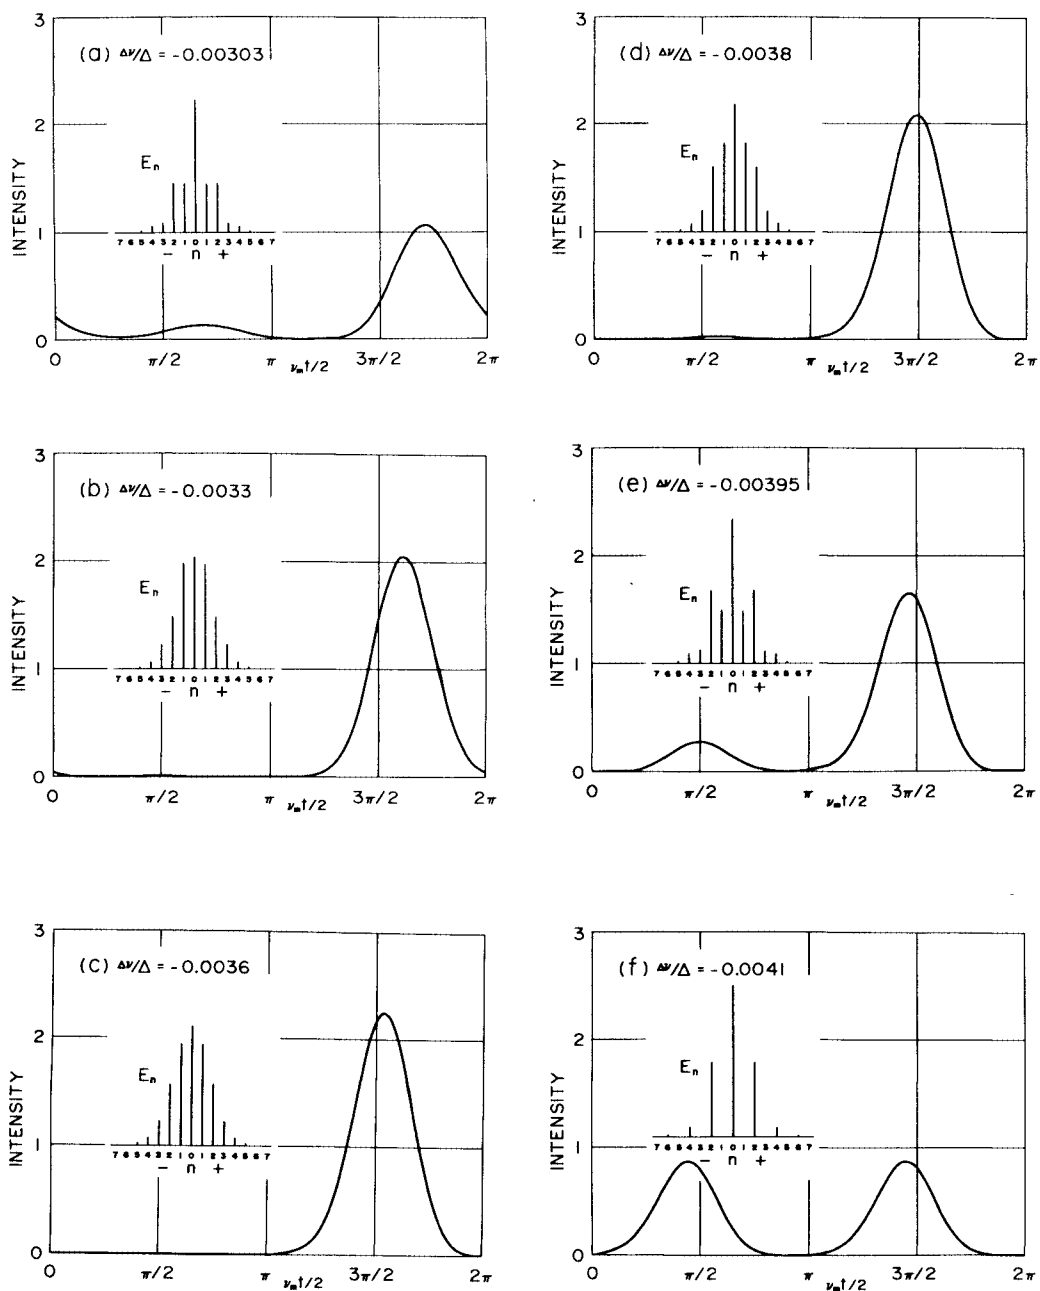 (a) Δν/Δ = -0.00303
3
2
1
0
INTENSITY
E_n
7 6 5 4 3 2 1 0 1 2 3 4 5 6 7
- n +
0 π/2 π 3π/2 2π
ν_m t/2
(b) Δν/Δ = -0.0033
3
2
1
0
INTENSITY
E_n
7 6 5 4 3 2 1 0 1 2 3 4 5 6 7
- n +
0 π/2 π 3π/2 2π
ν_m t/2
(c) Δν/Δ = -0.0036
3
2
1
0
INTENSITY
E_n
7 6 5 4 3 2 1 0 1 2 3 4 5 6 7
- n +
0 π/2 π 3π/2 2π
ν_m t/2
(d) Δν/Δ = -0.0038
3
2
1
0
INTENSITY
E_n
7 6 5 4 3 2 1 0 1 2 3 4 5 6 7
- n +
0 π/2 π 3π/2 2π
ν_m t/2
(e) Δν/Δ = -0.00395
3
2
1
0
INTENSITY
E_n
7 6 5 4 3 2 1 0 1 2 3 4 5 6 7
- n +
0 π/2 π 3π/2 2π
ν_m t/2
(f) Δν/Δ = -0.0041
3
2
1
0
INTENSITY
E_n
7 6 5 4 3 2 1 0 1 2 3 4 5 6 7
- n +
0 π/2 π 3π/2 2π
ν_m t/2